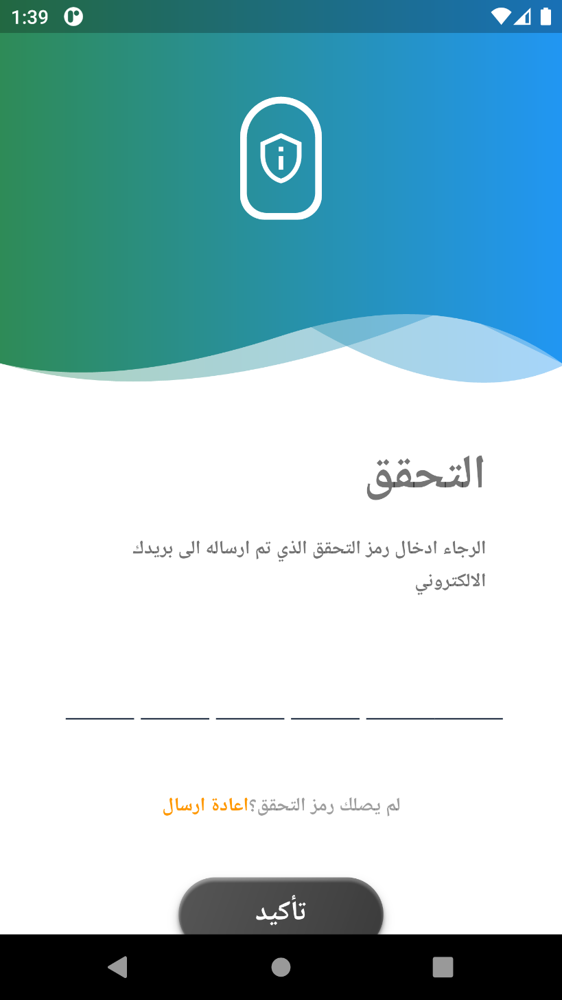 1:39
التحقق
الرجاء ادخال رمز التحقق الذي تم ارساله الى بريدك
الالكتروني
لم يصلك رمز التحقق؟اعادة ارسال
تأكيد